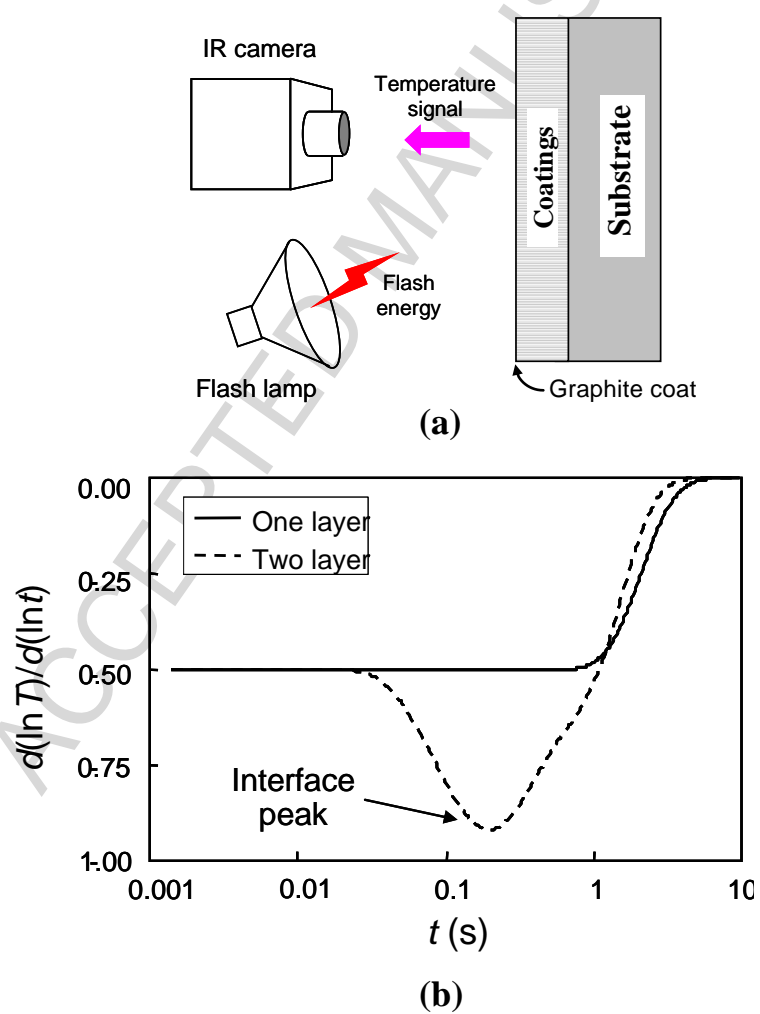 IR camera
Temperature
signal
Coatings
Substrate
Flash
energy
Flash lamp
Graphite coat
(a)
ACCEPTED MANUS
0.00
One layer
Two layer
0-.25
0-.50
0-.75
1-.00
d(ln T)/d(ln t)
Interface
peak
0.001
0.01
0.1
1
10
t (s)
(b)